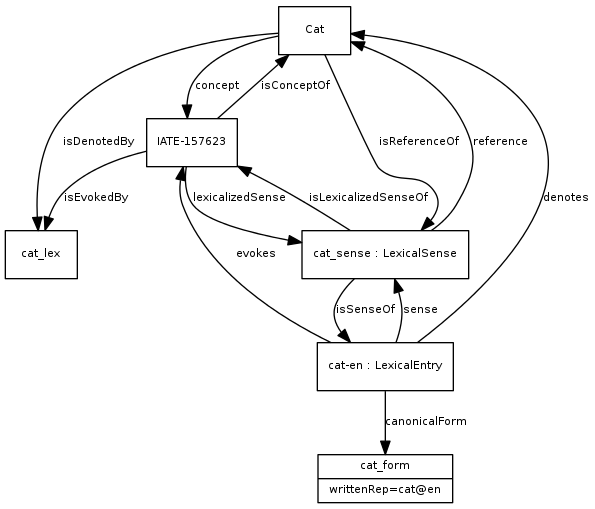 Cat
concept
isConceptOf
isDenotedBy
IATE-157623
isReferenceOf
reference
isEvokedBy
lexicalizedSense
isLexicalizedSenseOf
denotes
cat_lex
evokes
cat_sense : LexicalSense
isSenseOf
sense
cat-en : LexicalEntry
canonicalForm
cat_form
writtenRep=cat@en